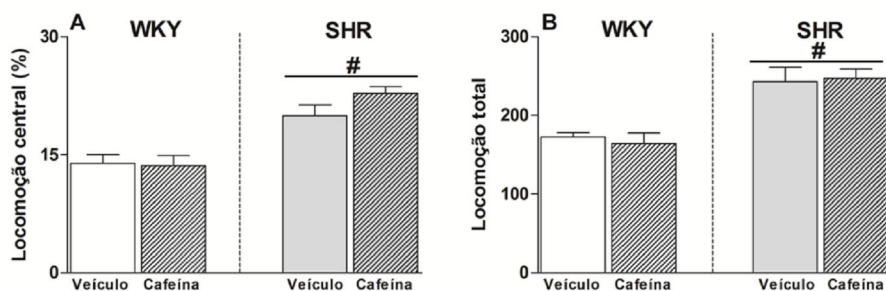 A
WKY
SHR
Locomoção central (%)
30
15
0
#
Veículo Cafeína
Veículo Cafeína
B
WKY
SHR
Locomoção total
300
200
100
0
#
Veículo Cafeína
Veículo Cafeína